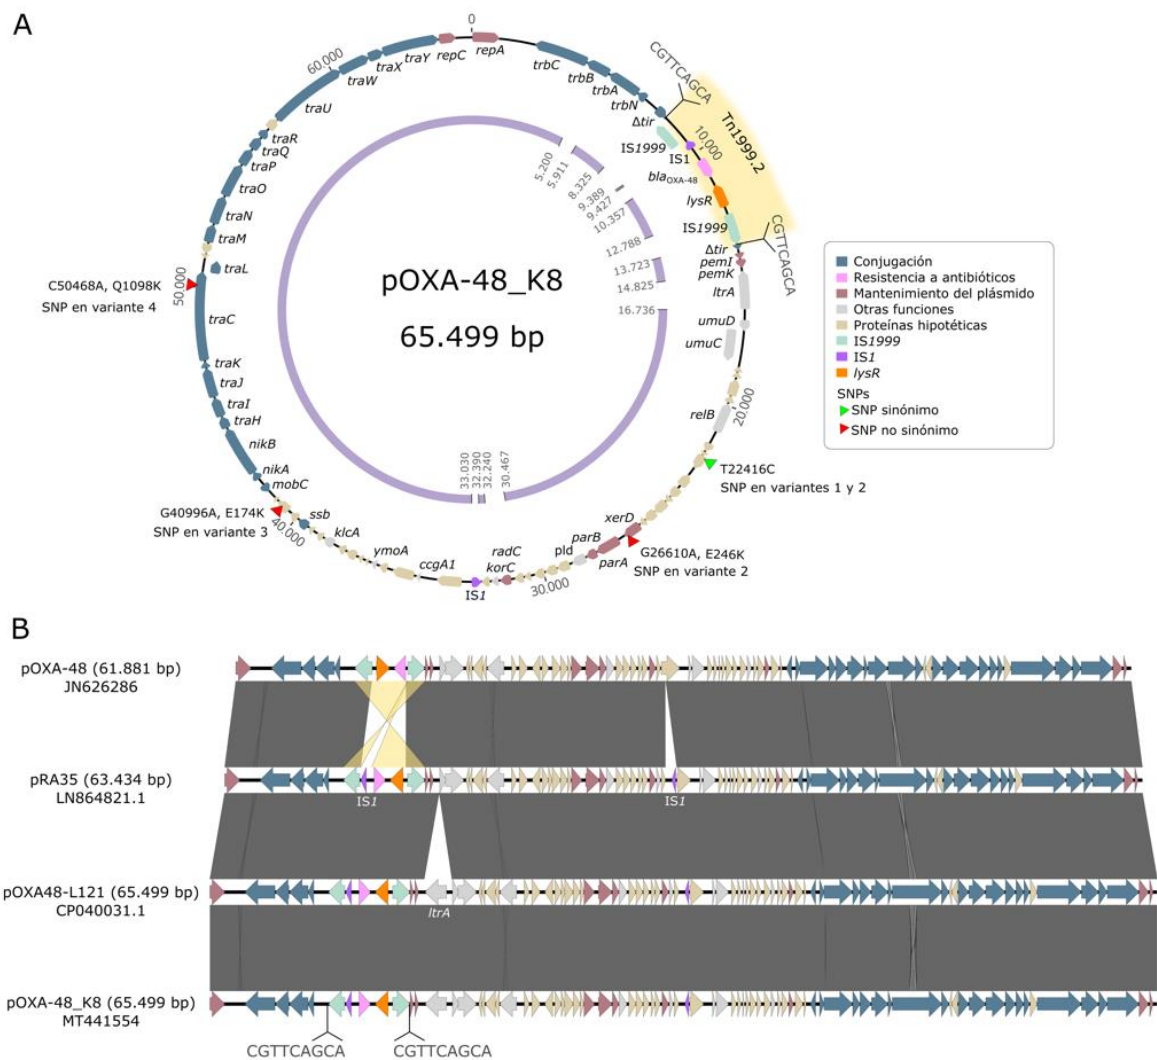 A
0
repA
trbC
trbB
trbA
trbN
Δtir
CGTTCAGCA
Tn1999.2
IS1999
IS1
10.000
blaOXA-48
lysR
IS1999
Δtir
CGTTCAGCA
pemI
pemK
ltrA
umuD
umuC
20.000
relB
T22416C
SNP en variantes 1 y 2
xerD
G26610A, E246K
SNP en variante 2
parB
parA
pld
30.000
radC
korC
IS1
ccgA1
ymoA
klcA
ssb
40.000
G40996A, E174K
SNP en variante 3
mobC
nikA
nikB
traH
traI
traJ
traK
traC
50.000
C50468A, Q1098K
SNP en variante 4
traL
traM
traN
traO
traP
traQ
traR
traU
60.000
traW
traX
traY
repC
5.200
5.911
8.325
9.389
9.427
10.357
12.788
13.723
14.825
16.736
30.467
32.240
32.390
33.030
pOXA-48_K8
65.499 bp
Conjugación
Resistencia a antibióticos
Mantenimiento del plásmido
Otras funciones
Proteínas hipotéticas
IS1999
IS1
lysR
SNPs
SNP sinónimo
SNP no sinónimo
B
pOXA-48 (61.881 bp)
JN626286
pRA35 (63.434 bp)
LN864821.1
IS1
IS1
pOXA48-L121 (65.499 bp)
CP040031.1
ltrA
pOXA-48_K8 (65.499 bp)
MT441554
CGTTCAGCA
CGTTCAGCA